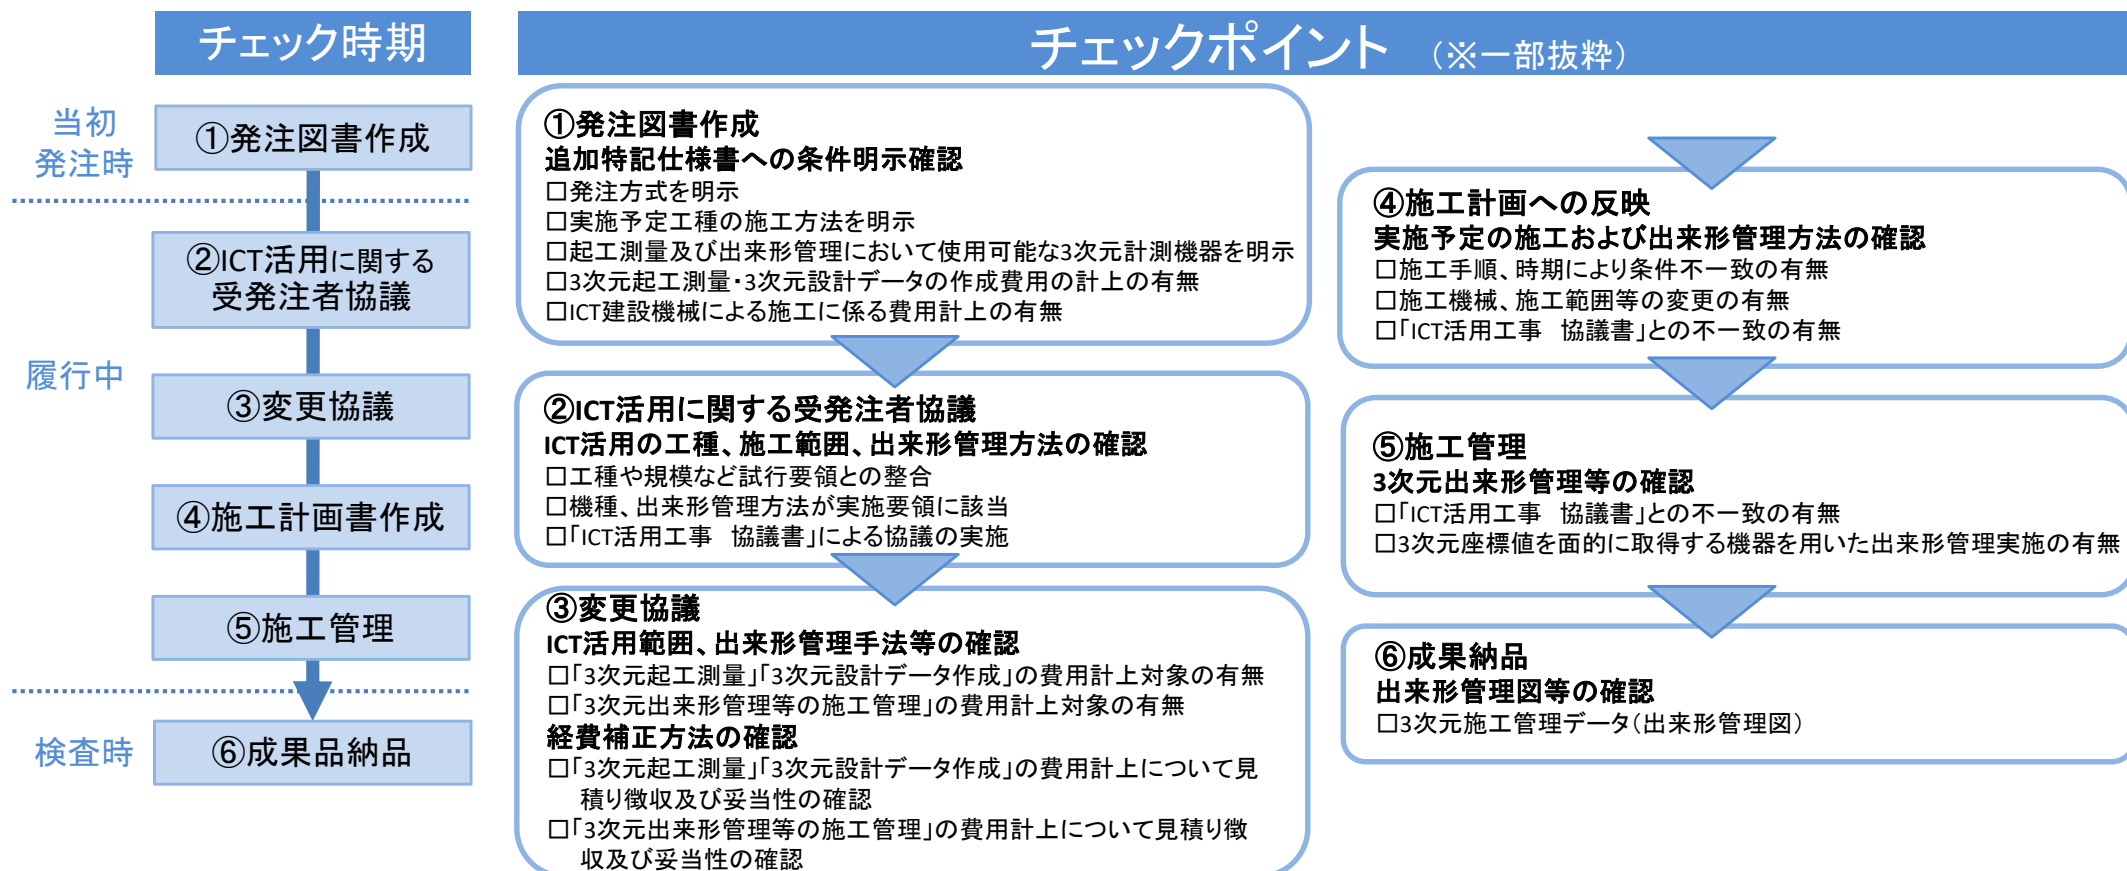 チェック時期
当初
発注時
①発注図書作成
②ICT活用に関する
受発注者協議
履行中
③変更協議
④施工計画書作成
⑤施工管理
検査時
⑥成果品納品
チェックポイント （※一部抜粋）
①発注図書作成
追加特記仕様書への条件明示確認
□発注方式を明示
□実施予定工種の施工方法を明示
□起工測量及び出来形管理において使用可能な3次元計測機器を明示
□3次元起工測量・3次元設計データの作成費用の計上の有無
□ICT建設機械による施工に係る費用計上の有無
②ICT活用に関する受発注者協議
ICT活用の工種、施工範囲、出来形管理方法の確認
□工種や規模など試行要領との整合
□機種、出来形管理方法が実施要領に該当
□「ICT活用工事　協議書」による協議の実施
③変更協議
ICT活用範囲、出来形管理手法等の確認
□「3次元起工測量」「3次元設計データ作成」の費用計上対象の有無
□「3次元出来形管理等の施工管理」の費用計上対象の有無
経費補正方法の確認
□「3次元起工測量」「3次元設計データ作成」の費用計上について見
積り徴収及び妥当性の確認
□「3次元出来形管理等の施工管理」の費用計上について見積り徴
収及び妥当性の確認
④施工計画への反映
実施予定の施工および出来形管理方法の確認
□施工手順、時期により条件不一致の有無
□施工機械、施工範囲等の変更の有無
□「ICT活用工事　協議書」との不一致の有無
⑤施工管理
3次元出来形管理等の確認
□「ICT活用工事　協議書」との不一致の有無
□3次元座標値を面的に取得する機器を用いた出来形管理実施の有無
⑥成果納品
出来形管理図等の確認
□3次元施工管理データ（出来形管理図）